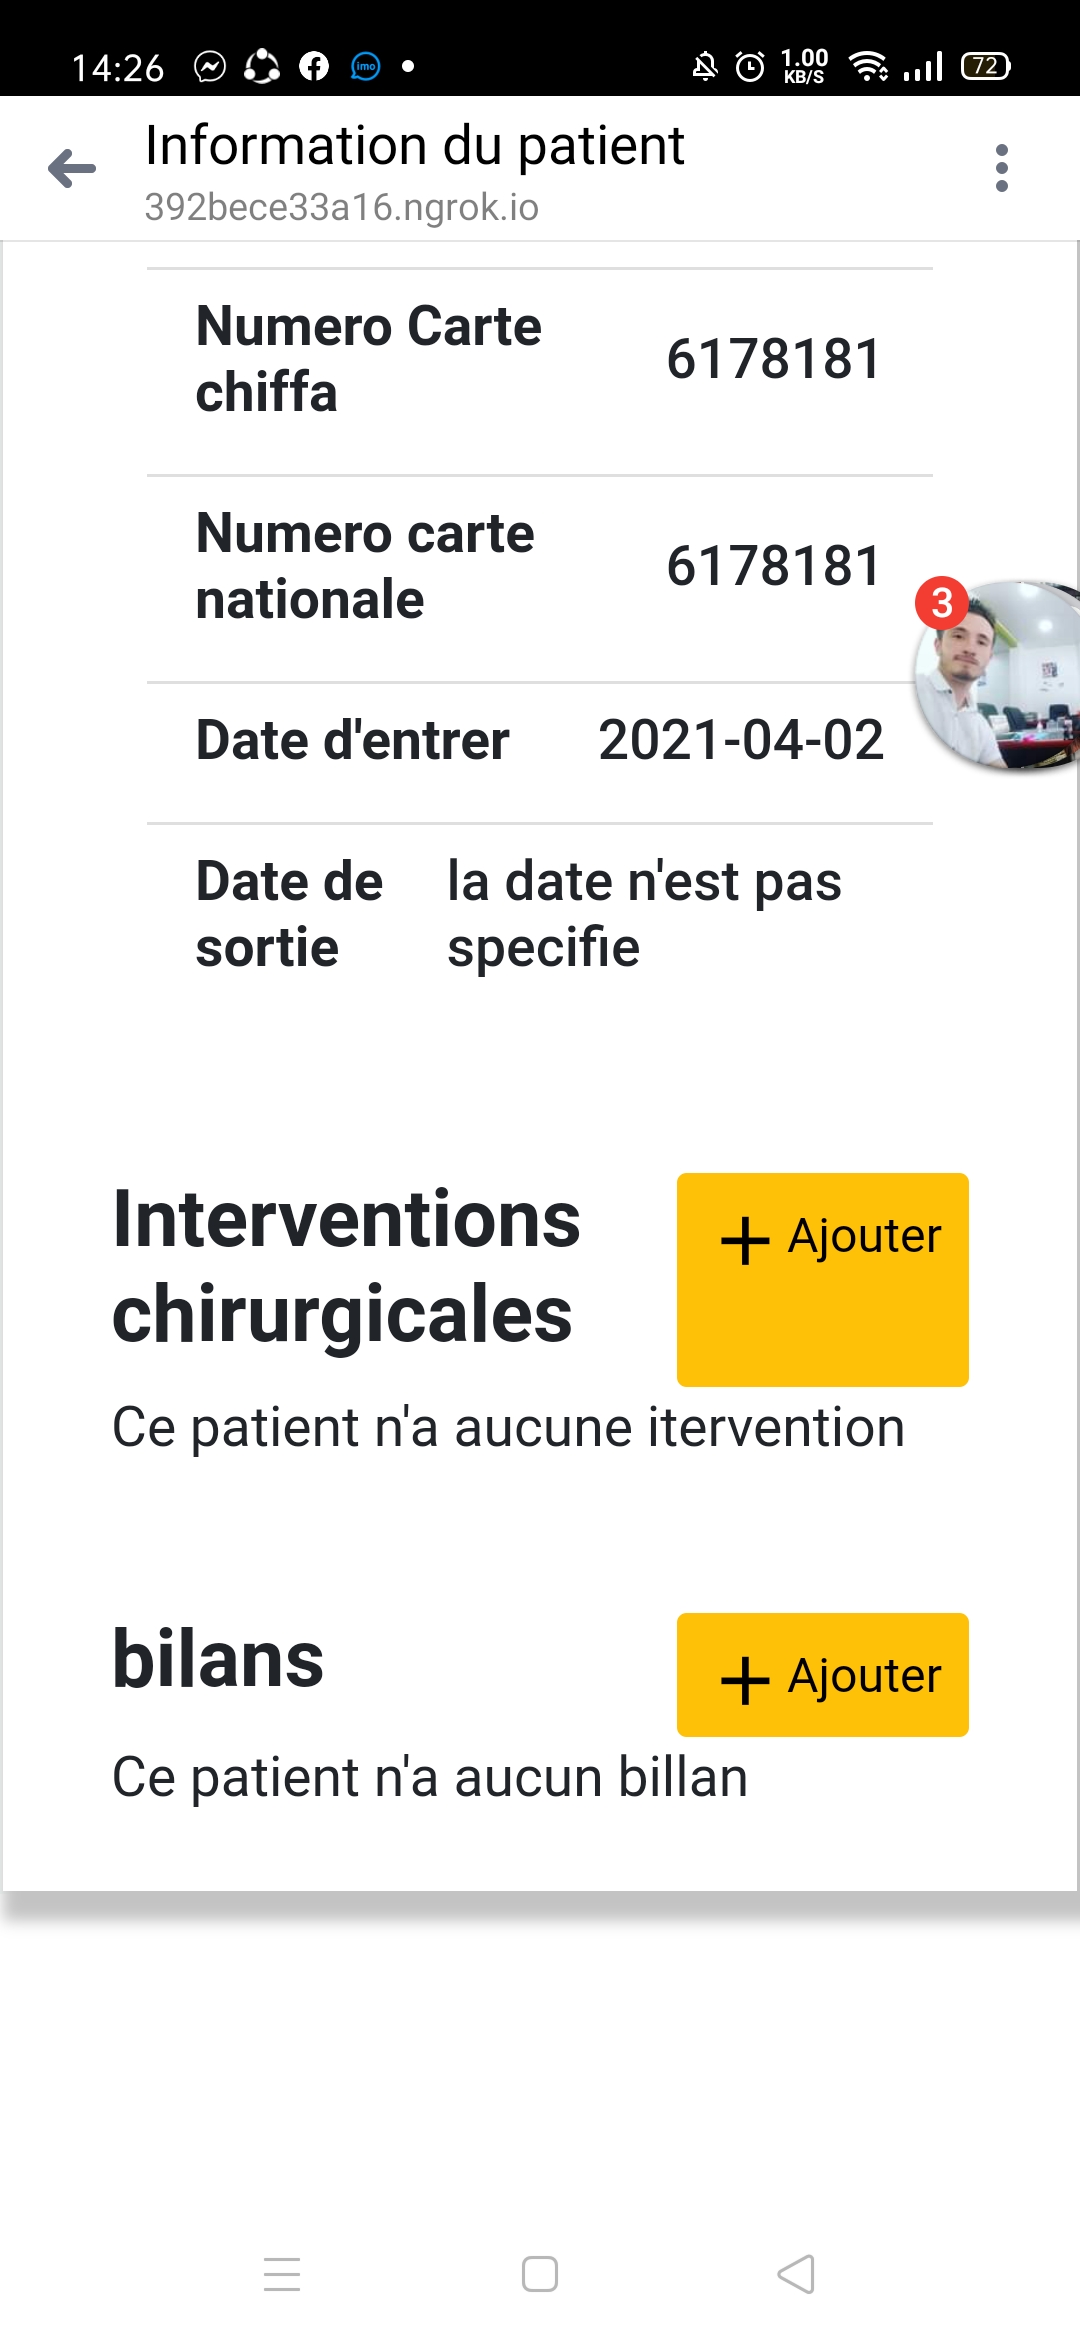 14:26
imo
1.00
KB/S
72
Information du patient
392bece33a16.ngrok.io
Numero Carte
chiffa
6178181
Numero carte
nationale
6178181
3
Date d'entrer
2021-04-02
Date de
sortie
la date n'est pas
specifie
Interventions
chirurgicales
+ Ajouter
Ce patient n'a aucune itervention
bilans
+ Ajouter
Ce patient n'a aucun billan